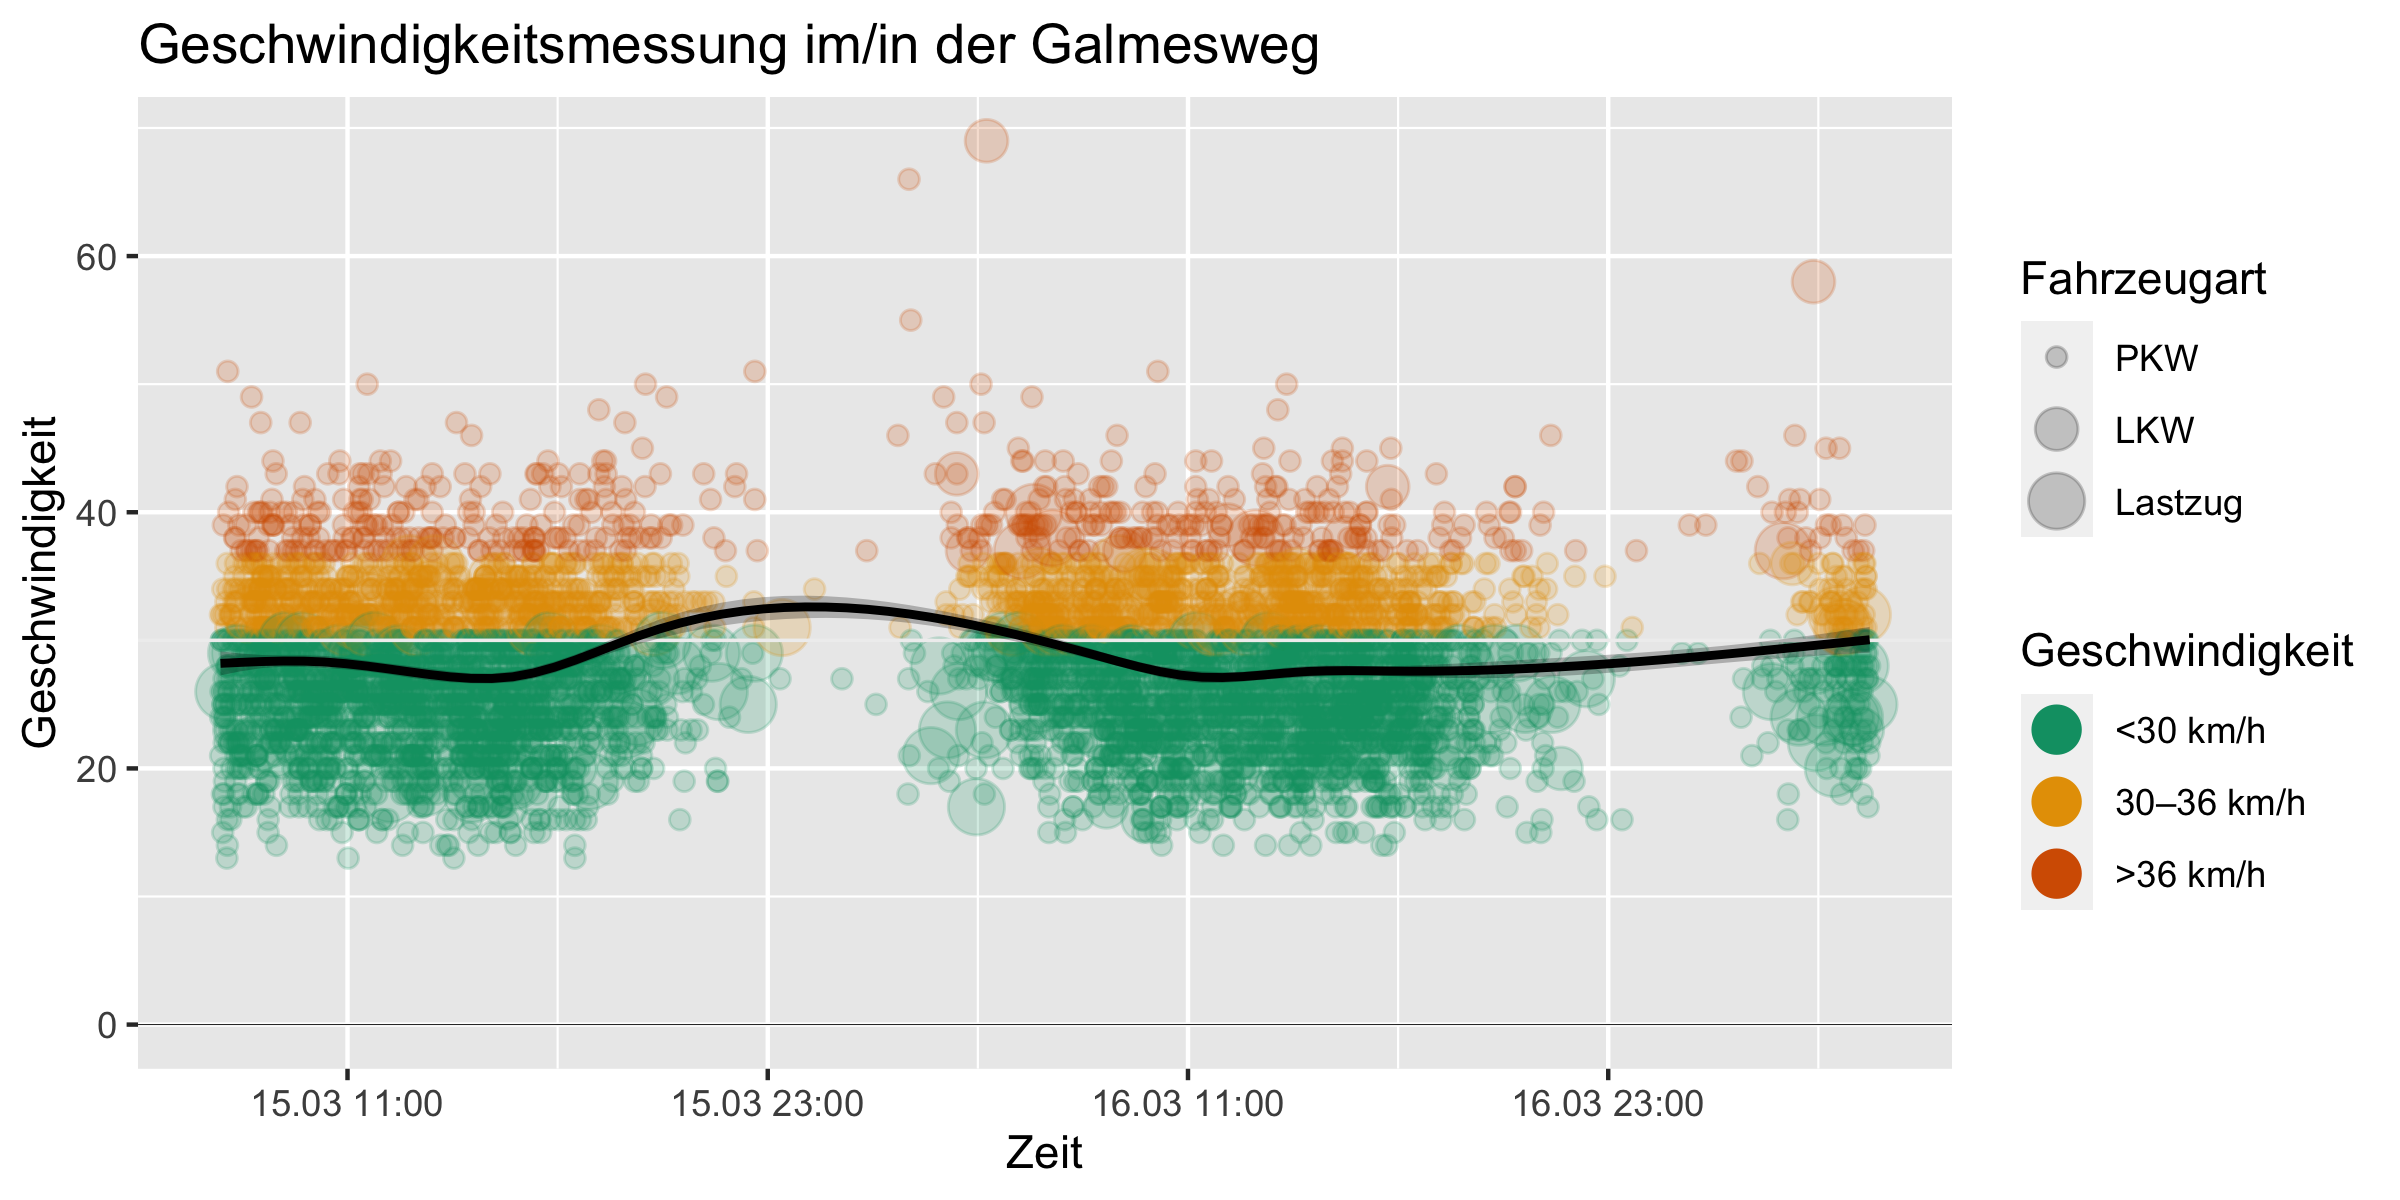 Geschwindigkeitsmessung im/in der Galmesweg
Geschwindigkeit
60
40
20
0
15.03 11:00
15.03 23:00
16.03 11:00
16.03 23:00
Zeit
Fahrzeugart
PKW
LKW
Lastzug
Geschwindigkeit
<30 km/h
30–36 km/h
>36 km/h